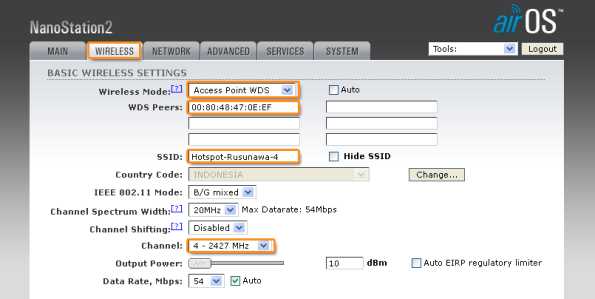 NanoStation2
airOS™
MAIN WIRELESS NETWORK ADVANCED SERVICES SYSTEM Tools: Logout
BASIC WIRELESS SETTINGS
Wireless Mode:[?] Access Point WDS Auto
WDS Peers: 00:80:48:47:0E:EF
SSID: Hotspot-Rusunawa-4 Hide SSID
Country Code: INDONESIA Change...
IEEE 802.11 Mode: B/G mixed
Channel Spectrum Width:[?] 20MHz Max Datarate: 54Mbps
Channel Shifting:[?] Disabled
Channel: 4 - 2427 MHz
Output Power: 10 dBm Auto EIRP regulatory limiter
Data Rate, Mbps: 54 Auto